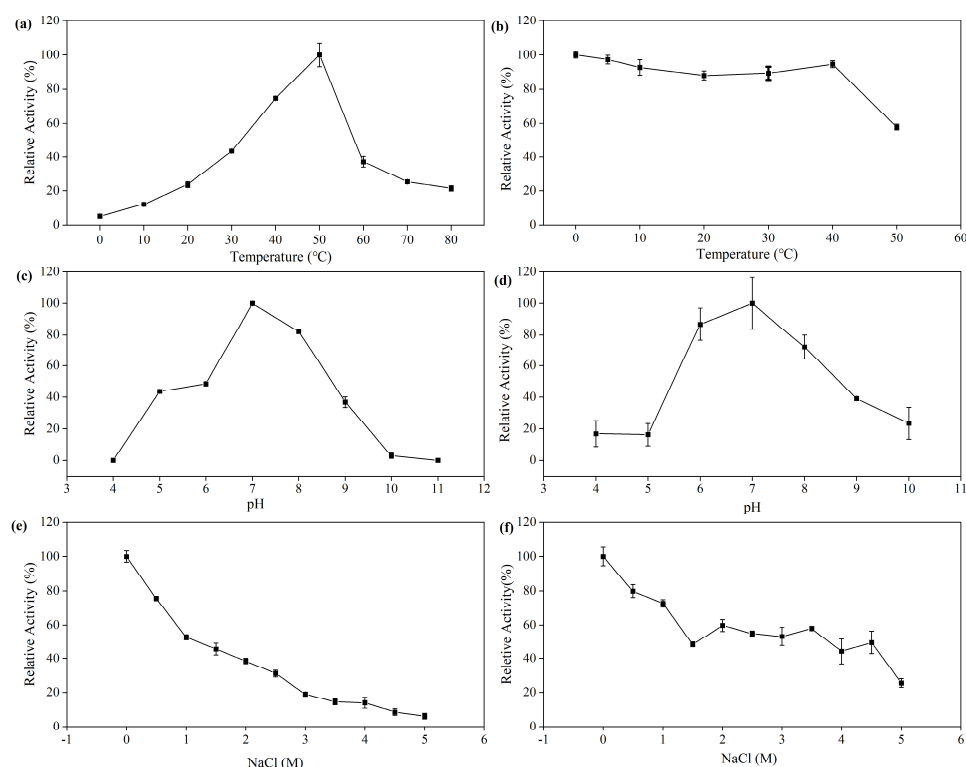 (a)
120
100
80
60
40
20
0
Relative Activity (%)
0 10 20 30 40 50 60 70 80
Temperature (°C)
(b)
120
100
80
60
40
20
0
Relative Activity (%)
0 10 20 30 40 50 60
Temperature (°C)
(c)
120
100
80
60
40
20
0
Relative Activity (%)
3 4 5 6 7 8 9 10 11 12
pH
(d)
120
100
80
60
40
20
0
Relative Activity (%)
3 4 5 6 7 8 9 10 11
pH
(e)
120
100
80
60
40
20
0
Relative Activity (%)
-1 0 1 2 3 4 5 6
NaCl (M)
(f)
120
100
80
60
40
20
0
Reletive Activity(%)
-1 0 1 2 3 4 5 6
NaCl (M)